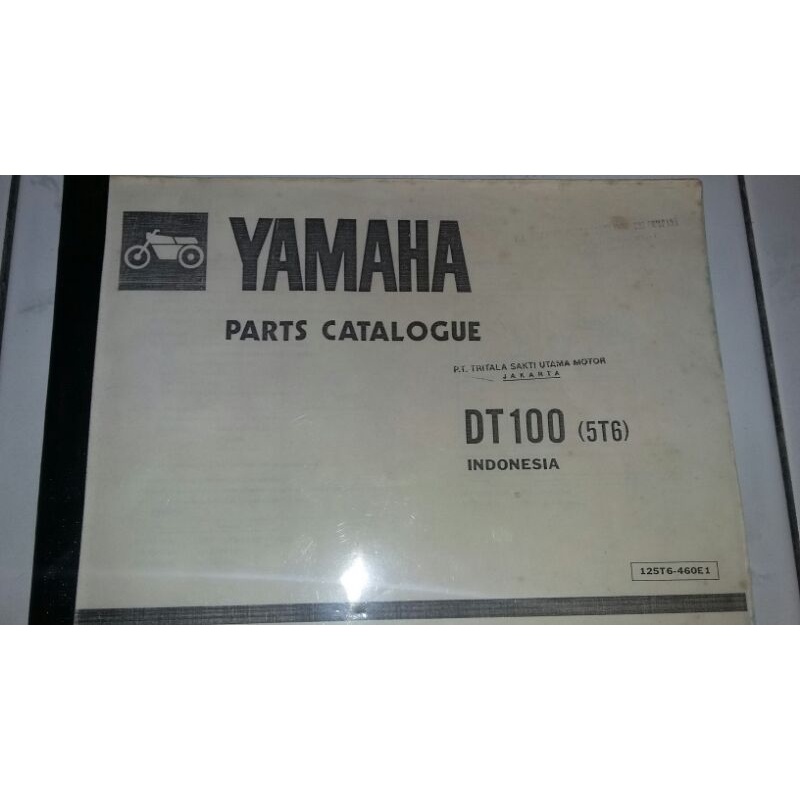 YAMAHA
PARTS CATALOGUE
P.T. TRITALA SAKTI UTAMA MOTOR
JAKARTA
DT100 (5T6)
INDONESIA
125T6-460E1